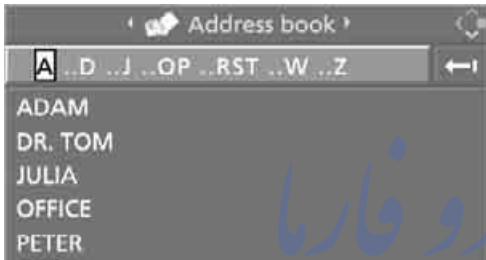 Address book
A ..D ..J ..OP ..RST ..W ..Z
ADAM
DR. TOM
JULIA
OFFICE
PETER